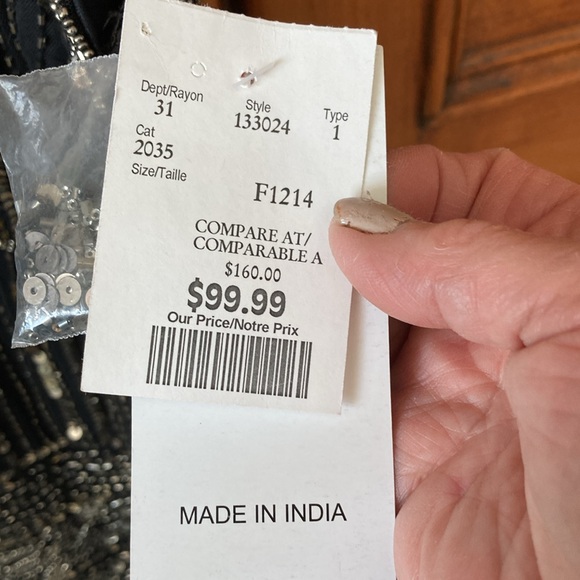 Dept/Rayon Style Type
31 133024 1
Cat
2035
Size/Taille
F1214
COMPARE AT/
COMPARABLE A
$160.00
$99.99
Our Price/Notre Prix
MADE IN INDIA